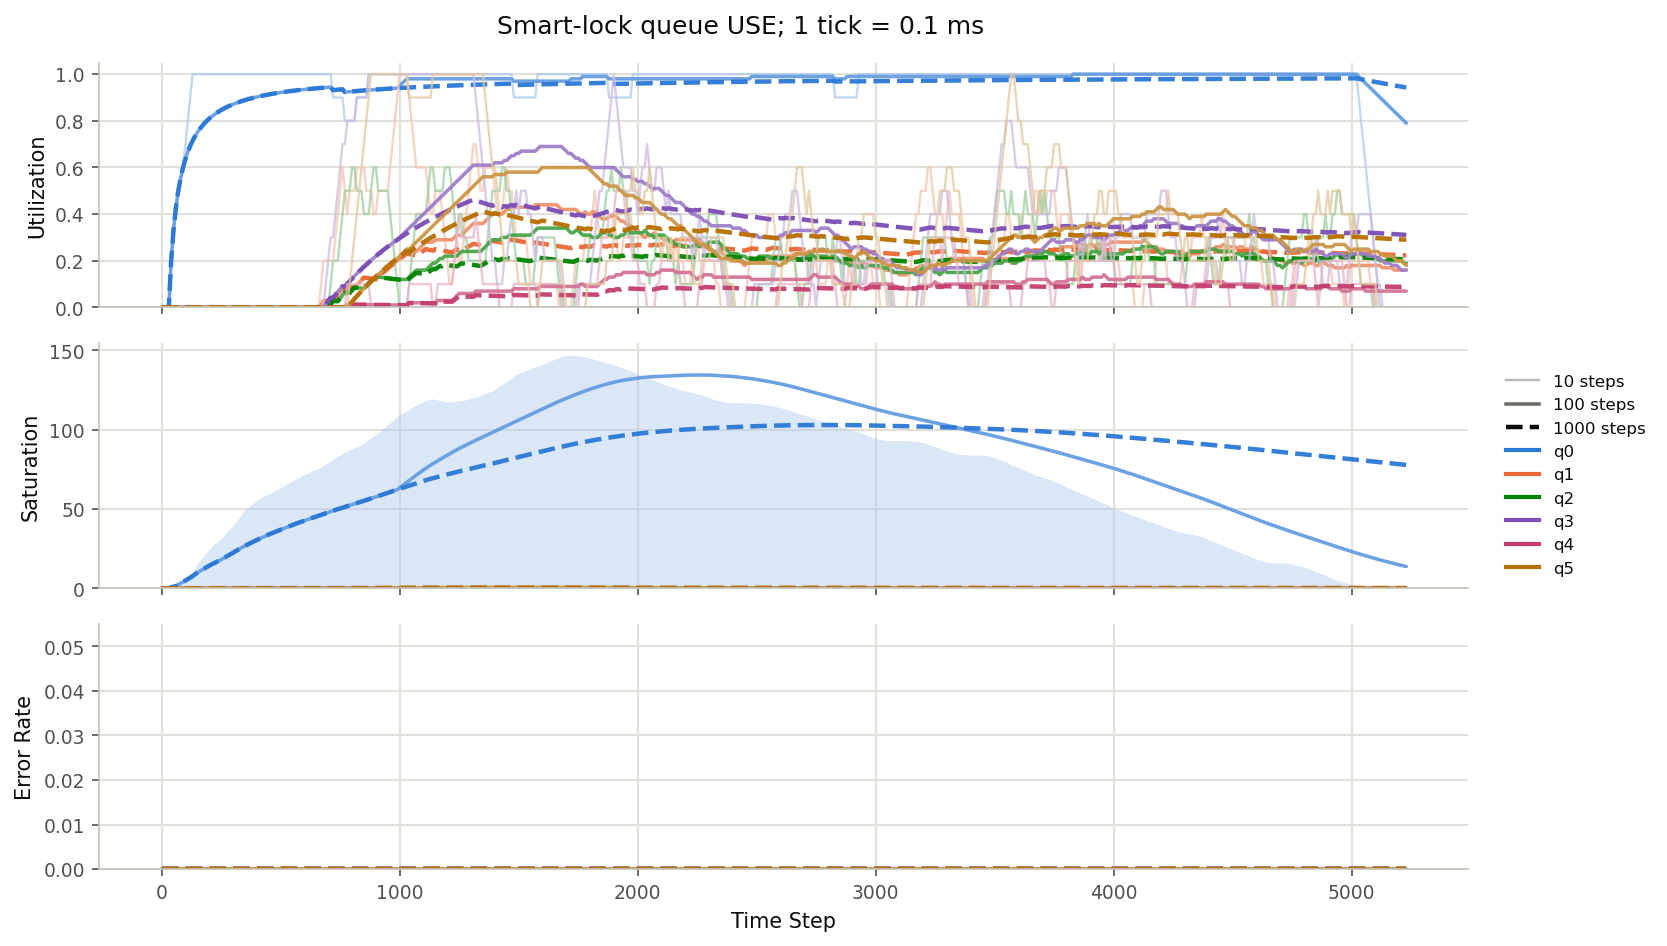 Smart-lock queue USE; 1 tick = 0.1 ms
Utilization
1.0
0.8
0.6
0.4
0.2
0.0
Saturation
150
100
50
0
10 steps
100 steps
1000 steps
q0
q1
q2
q3
q4
q5
Error Rate
0.05
0.04
0.03
0.02
0.01
0.00
0 1000 2000 3000 4000 5000
Time Step